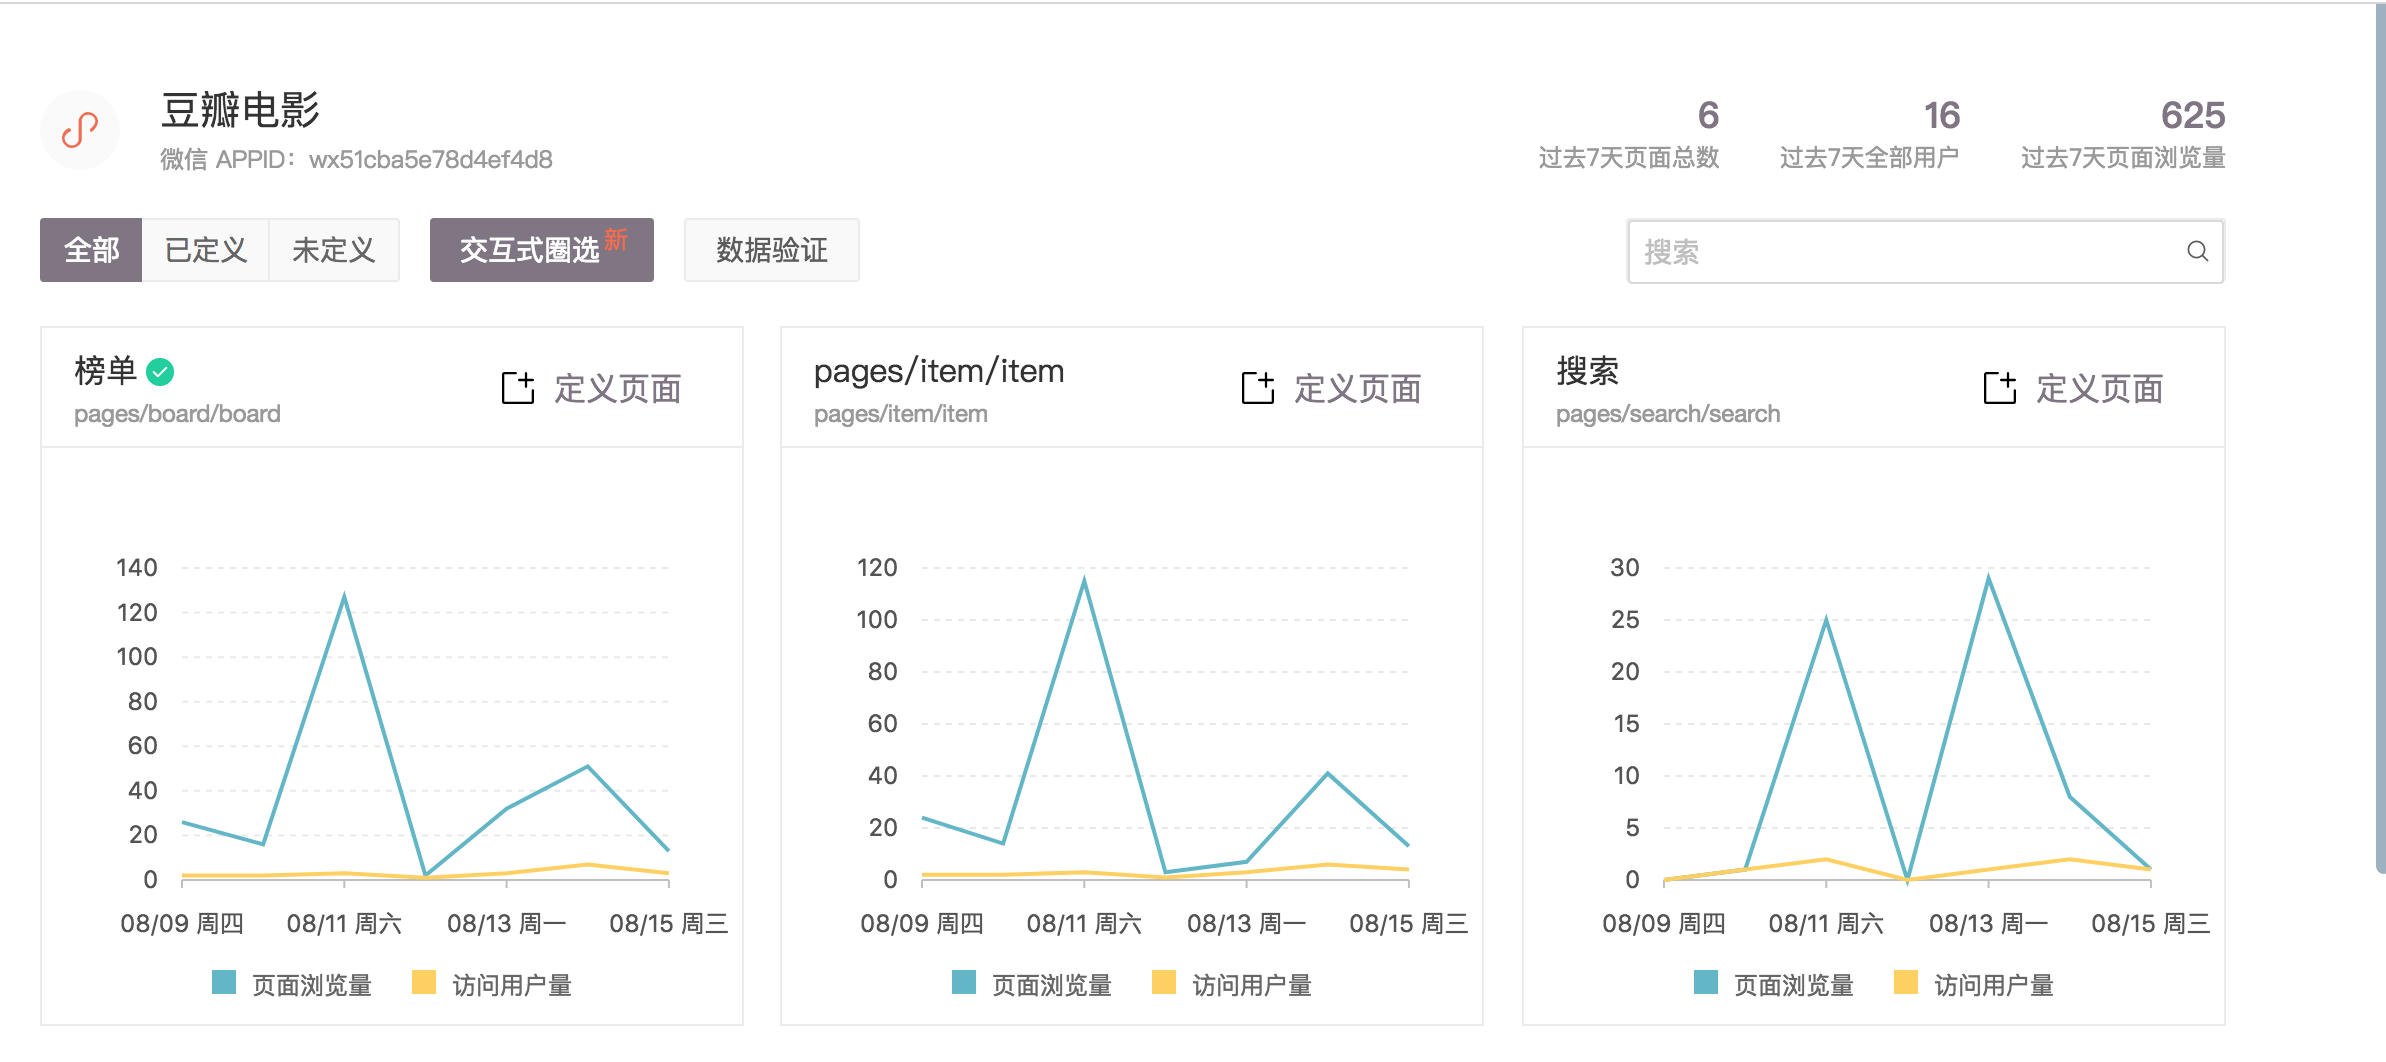 豆瓣电影
微信 APPID：wx51cba5e78d4ef4d8
6
过去7天页面总数
16
过去7天全部用户
625
过去7天页面浏览量
全部 已定义 未定义 交互式圈选 新 数据验证 搜索
榜单 定义页面
pages/board/board
140
120
100
80
60
40
20
0
08/09 周四 08/11 周六 08/13 周一 08/15 周三
页面浏览量 访问用户量
pages/item/item 定义页面
pages/item/item
120
100
80
60
40
20
0
08/09 周四 08/11 周六 08/13 周一 08/15 周三
页面浏览量 访问用户量
搜索 定义页面
pages/search/search
30
25
20
15
10
5
0
08/09 周四 08/11 周六 08/13 周一 08/15 周三
页面浏览量 访问用户量